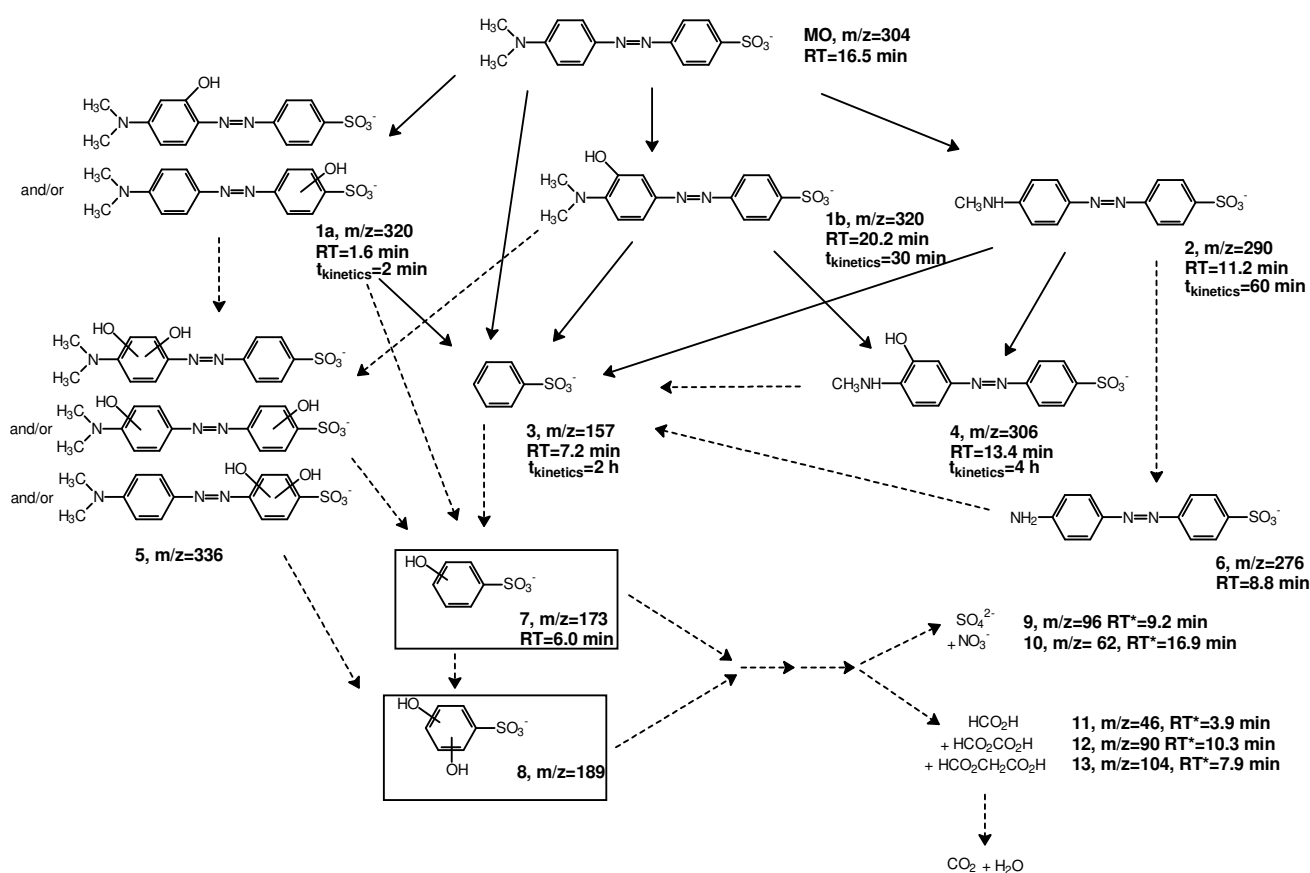 H₃C
H₃C
N
N=N
SO₃⁻
MO, m/z=304
RT=16.5 min
OH
H₃C
H₃C
N
N=N
SO₃⁻
and/or
H₃C
H₃C
N
N=N
OH
SO₃⁻
1a, m/z=320
RT=1.6 min
tkinetics=2 min
HO
H₃C
H₃C
N
N=N
SO₃⁻
1b, m/z=320
RT=20.2 min
tkinetics=30 min
CH₃NH
N=N
SO₃⁻
2, m/z=290
RT=11.2 min
tkinetics=60 min
HO
OH
H₃C
H₃C
N
N=N
SO₃⁻
and/or
HO
H₃C
H₃C
N
N=N
OH
SO₃⁻
and/or
H₃C
H₃C
N
N=N
HO
OH
SO₃⁻
5, m/z=336
SO₃⁻
3, m/z=157
RT=7.2 min
tkinetics=2 h
HO
CH₃NH
N=N
SO₃⁻
4, m/z=306
RT=13.4 min
tkinetics=4 h
NH₂
N=N
SO₃⁻
6, m/z=276
RT=8.8 min
HO
SO₃⁻
7, m/z=173
RT=6.0 min
HO
SO₃⁻
OH
8, m/z=189
SO₄²⁻ 9, m/z=96 RT*=9.2 min
+ NO₃⁻ 10, m/z= 62, RT*=16.9 min
HCO₂H 11, m/z=46, RT*=3.9 min
+ HCO₂CO₂H 12, m/z=90 RT*=10.3 min
+ HCO₂CH₂CO₂H 13, m/z=104, RT*=7.9 min
CO₂ + H₂O